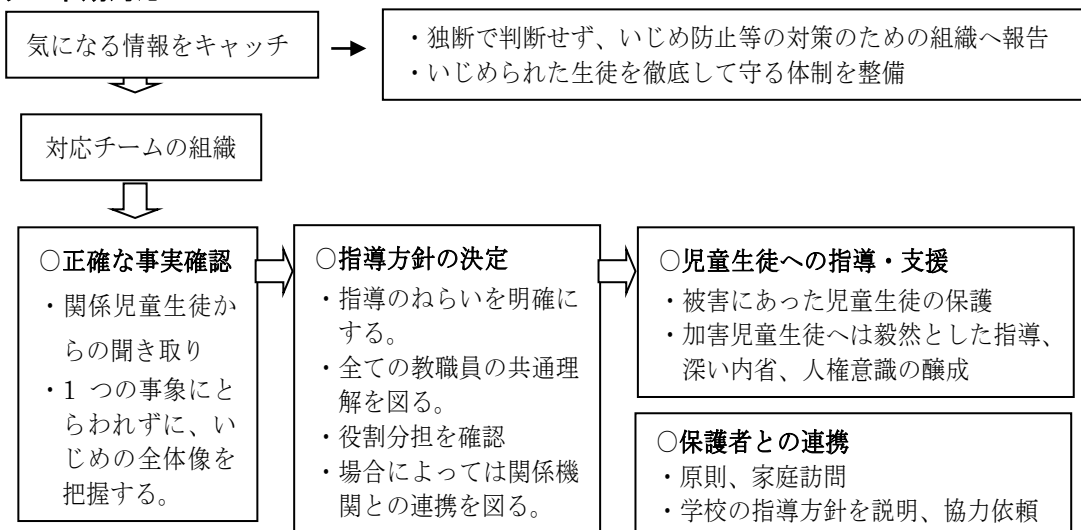 気になる情報をキャッチ
・独断で判断せず、いじめ防止等の対策のための組織へ報告
・いじめられた生徒を徹底して守る体制を整備
対応チームの組織
○正確な事実確認
・関係児童生徒か
らの聞き取り
・1 つの事象にと
らわれずに、い
じめの全体像を
把握する。
○指導方針の決定
・指導のねらいを明確に
する。
・全ての教職員の共通理
解を図る。
・役割分担を確認
・場合によっては関係機
関との連携を図る。
○児童生徒への指導・支援
・被害にあった児童生徒の保護
・加害児童生徒へは毅然とした指導、
深い内省、人権意識の醸成
○保護者との連携
・原則、家庭訪問
・学校の指導方針を説明、協力依頼